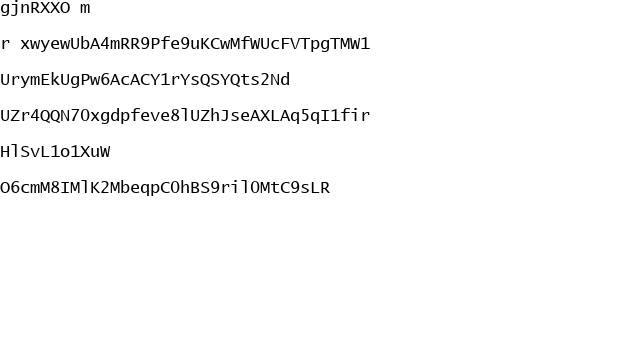 gjnRXXO m
r xwyewUbA4mRR9Pfe9uKCwMfWUcFVTpgTMW1
UrymEkUgPw6AcACY1rYsQSYQts2Nd
UZr4QQN7Oxgdpfeve8lUZhJseAXLAq5qI1fir
HlSvL1o1XuW
O6cmM8IMlK2MbeqpCOhBS9rilOMtC9sLR